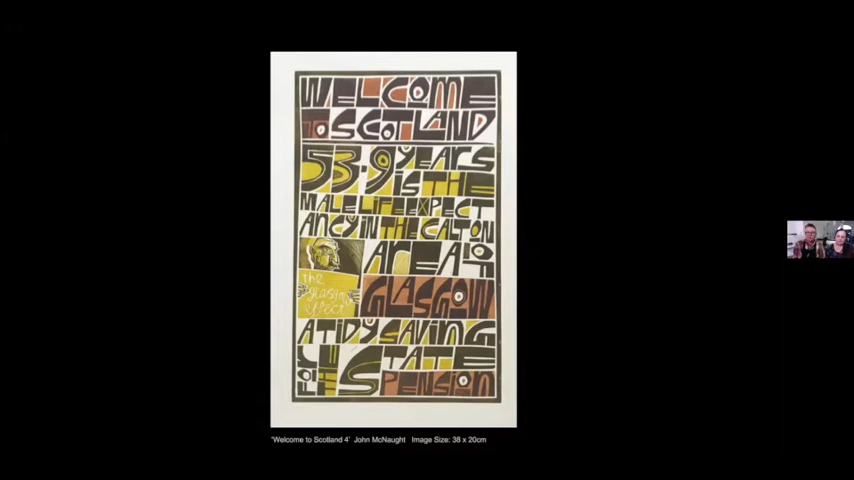 WELCOME
TO SCOTLAND
53.9 YEARS
IS THE
MALE LIFE EXPECT
ANCY IN THE CALTON
AREA OF
the
glasgow
effect
GLASGOW
A TIDY SAVING
FOR THE STATE
PENSION
'Welcome to Scotland 4' John McNaught Image Size: 38 x 20cm